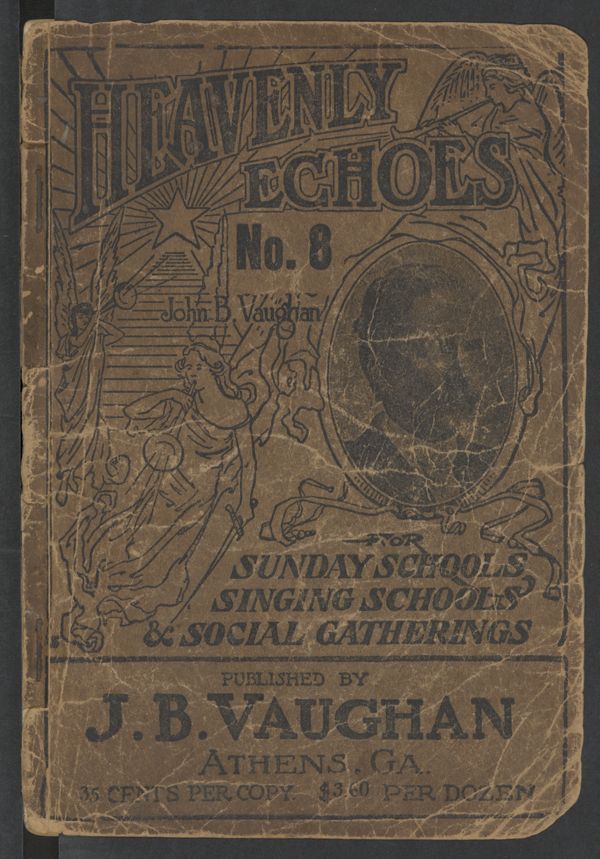 HEAVENLY
ECHOES
No. 8
John B. Vaughan
FOR
SUNDAY SCHOOLS,
SINGING SCHOOLS
& SOCIAL GATHERINGS
PUBLISHED BY
J. B. VAUGHAN
ATHENS, GA.
35 CENTS PER COPY. $3.60 PER DOZEN